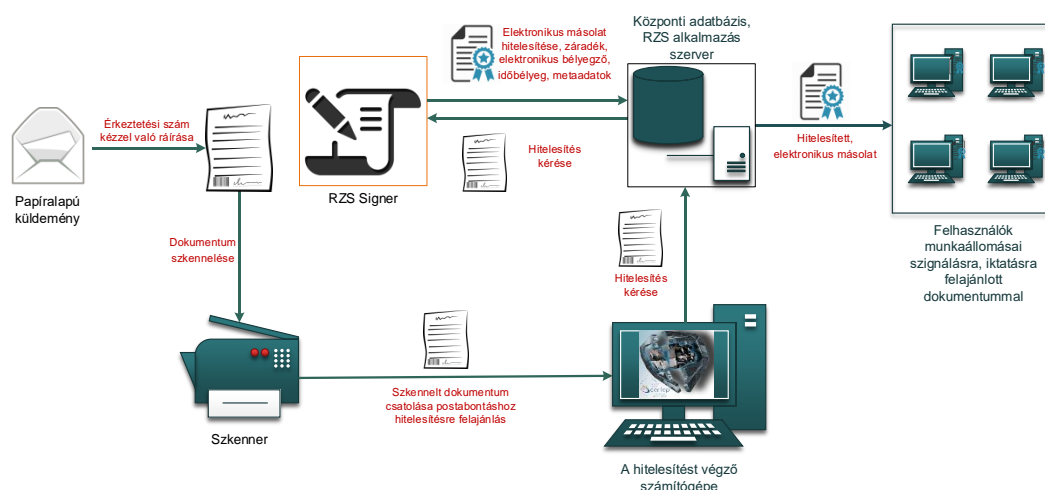 Elektronikus másolat
hitelesítése, záradék,
elektronikus bélyegző,
időbélyeg, metaadatok
Központi adatbázis,
RZS alkalmazás
szerver
Érkeztetési szám
kézzel való ráírása
Hitelesítés
kérése
Hitelesített,
elektronikus másolat
Papíralapú
küldemény
RZS Signer
Felhasználók
munkaállomásai
szignálásra, iktatásra
felajánlott
dokumentummal
Dokumentum
szkennelése
Hitelesítés
kérése
Szkennelt dokumentum
csatolása postabontáshoz
hitelesítésre felajánlás
Szkenner
A hitelesítést végző
számítógépe